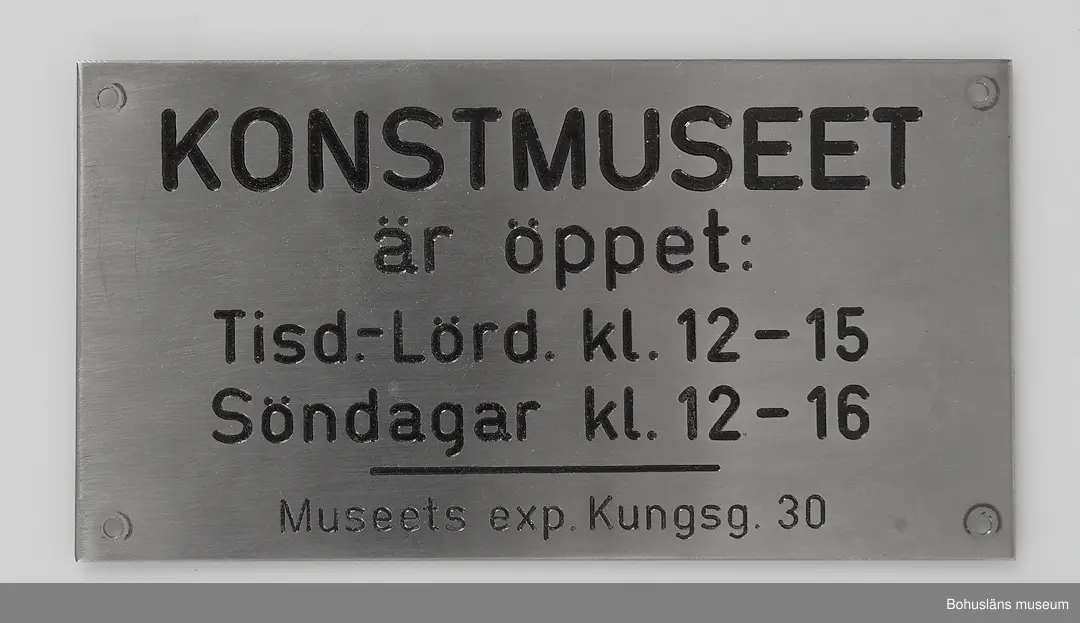 KONSTMUSEET
är öppet:
Tisd.-Lörd. kl. 12-15
Söndagar kl. 12-16
Museets exp. Kungsg. 30
Bohusläns museum